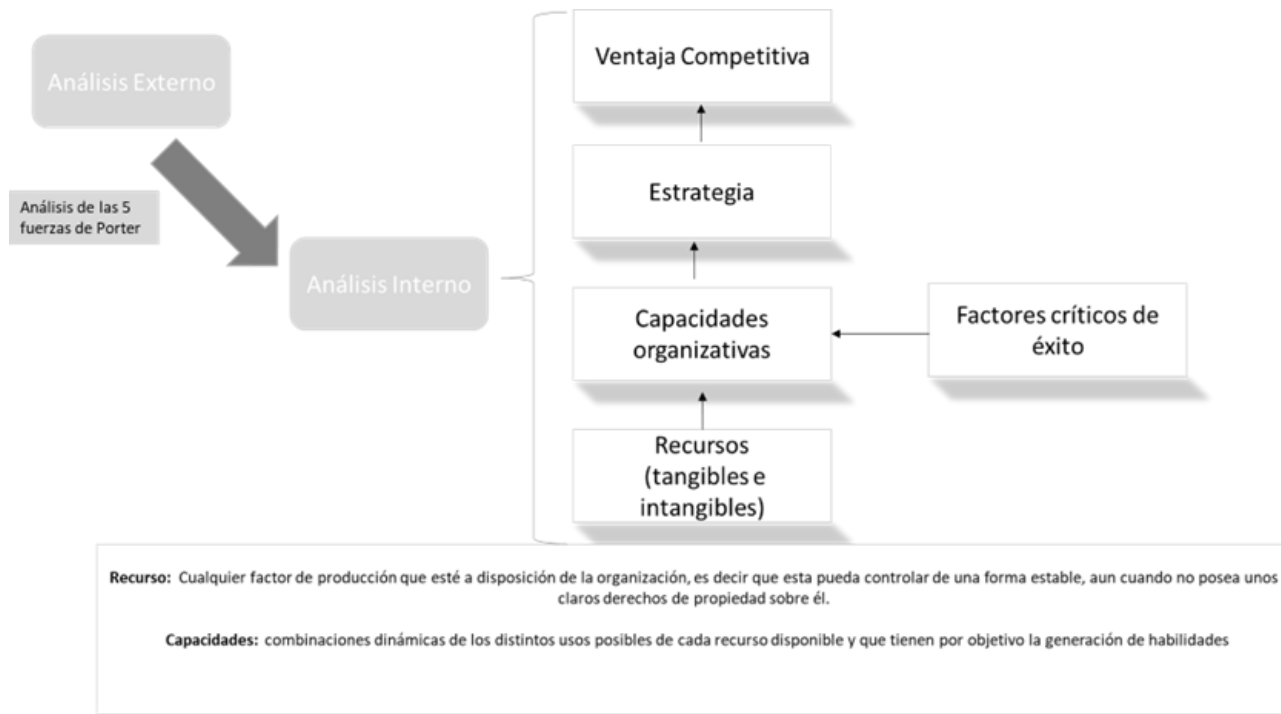 Análisis Externo
Análisis de las 5
fuerzas de Porter
Análisis Interno
Ventaja Competitiva
Estrategia
Capacidades
organizativas
Factores críticos de
éxito
Recursos
(tangibles e
intangibles)
Recurso: Cualquier factor de producción que esté a disposición de la organización, es decir que esta pueda controlar de una forma estable, aun cuando no posea unos
claros derechos de propiedad sobre él.
Capacidades: combinaciones dinámicas de los distintos usos posibles de cada recurso disponible y que tienen por objetivo la generación de habilidades